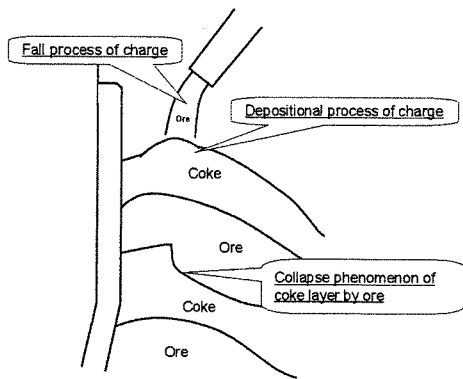 Fall process of charge
Ore
Depositional process of charge
Coke
Ore
Collapse phenomenon of
coke layer by ore
Coke
Ore